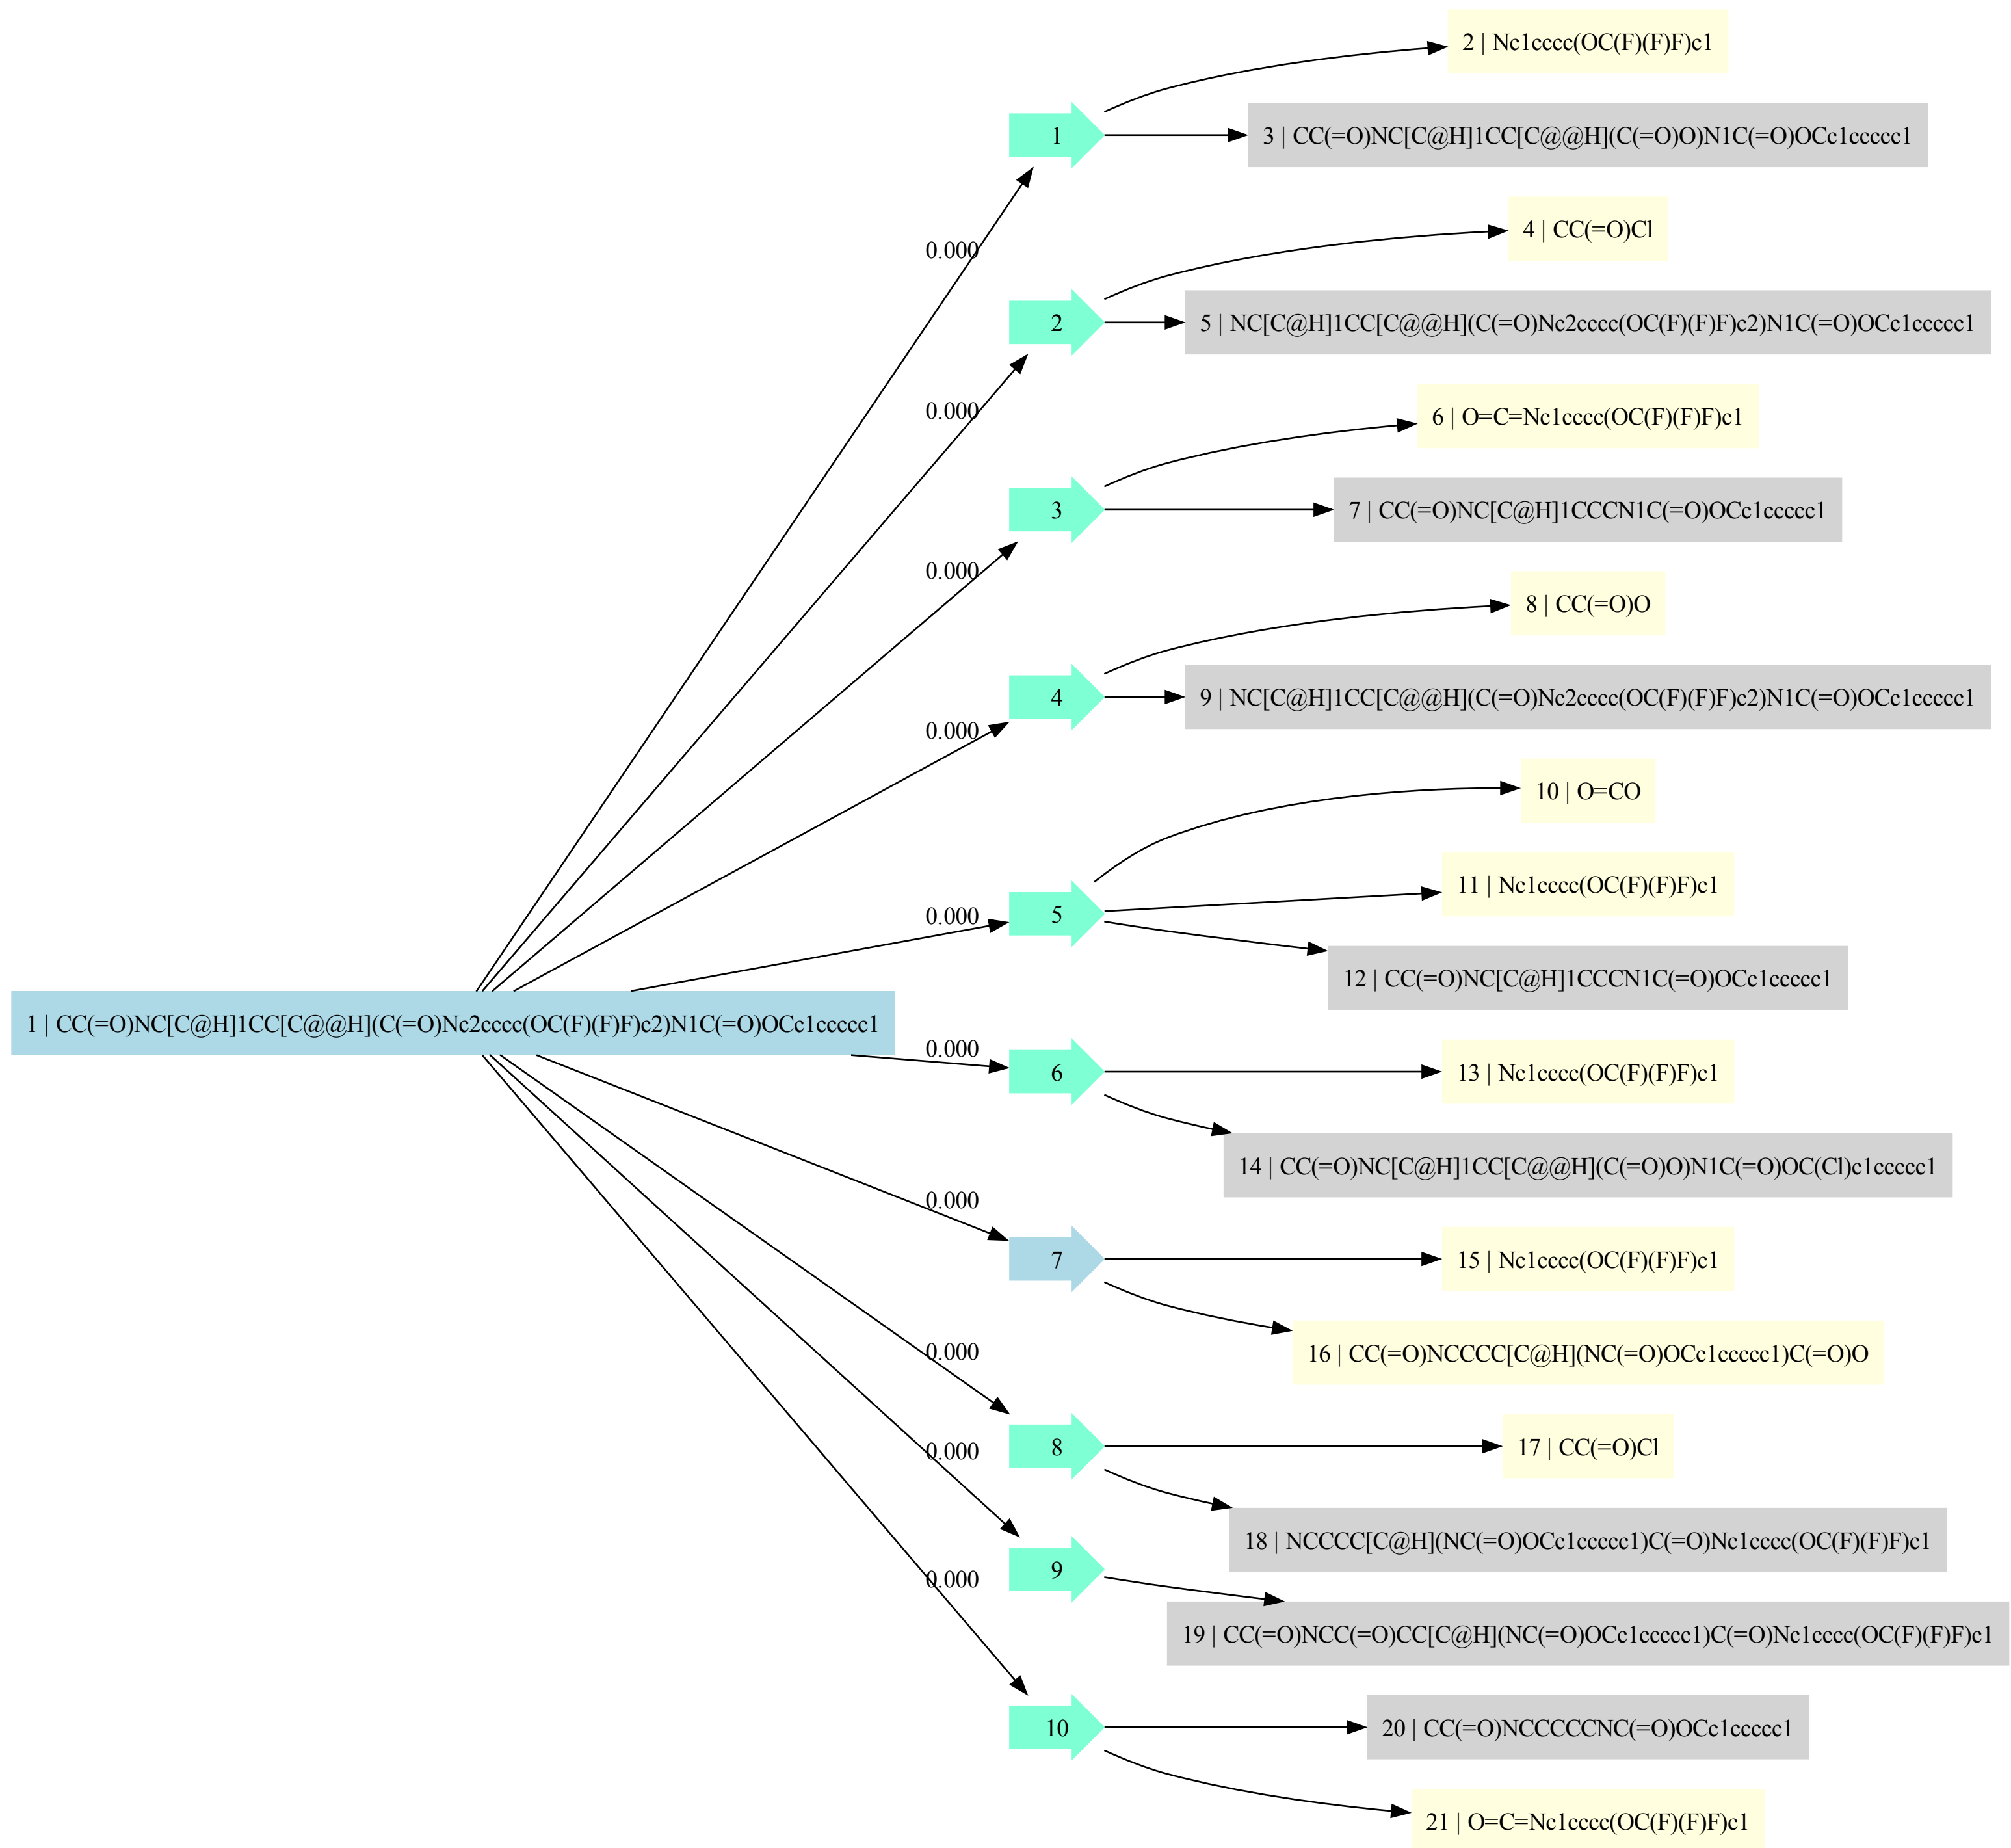 2 | Nc1cccc(OC(F)(F)F)c1
1
3 | CC(=O)NC[C@H]1CC[C@@H](C(=O)O)N1C(=O)OCc1ccccc1
4 | CC(=O)Cl
0.000
2
5 | NC[C@H]1CC[C@@H](C(=O)Nc2cccc(OC(F)(F)F)c2)N1C(=O)OCc1ccccc1
0.000
6 | O=C=Nc1cccc(OC(F)(F)F)c1
3
7 | CC(=O)NC[C@H]1CCCN1C(=O)OCc1ccccc1
0.000
8 | CC(=O)O
4
9 | NC[C@H]1CC[C@@H](C(=O)Nc2cccc(OC(F)(F)F)c2)N1C(=O)OCc1ccccc1
0.000
10 | O=CO
11 | Nc1cccc(OC(F)(F)F)c1
0.000
5
12 | CC(=O)NC[C@H]1CCCN1C(=O)OCc1ccccc1
1 | CC(=O)NC[C@H]1CC[C@@H](C(=O)Nc2cccc(OC(F)(F)F)c2)N1C(=O)OCc1ccccc1
0.000
6
13 | Nc1cccc(OC(F)(F)F)c1
14 | CC(=O)NC[C@H]1CC[C@@H](C(=O)O)N1C(=O)OC(Cl)c1ccccc1
0.000
7
15 | Nc1cccc(OC(F)(F)F)c1
16 | CC(=O)NCCCC[C@H](NC(=O)OCc1ccccc1)C(=O)O
0.000
8
17 | CC(=O)Cl
0.000
18 | NCCCC[C@H](NC(=O)OCc1ccccc1)C(=O)Nc1cccc(OC(F)(F)F)c1
9
0.000
19 | CC(=O)NCC(=O)CC[C@H](NC(=O)OCc1ccccc1)C(=O)Nc1cccc(OC(F)(F)F)c1
10
20 | CC(=O)NCCCCCNC(=O)OCc1ccccc1
21 | O=C=Nc1cccc(OC(F)(F)F)c1